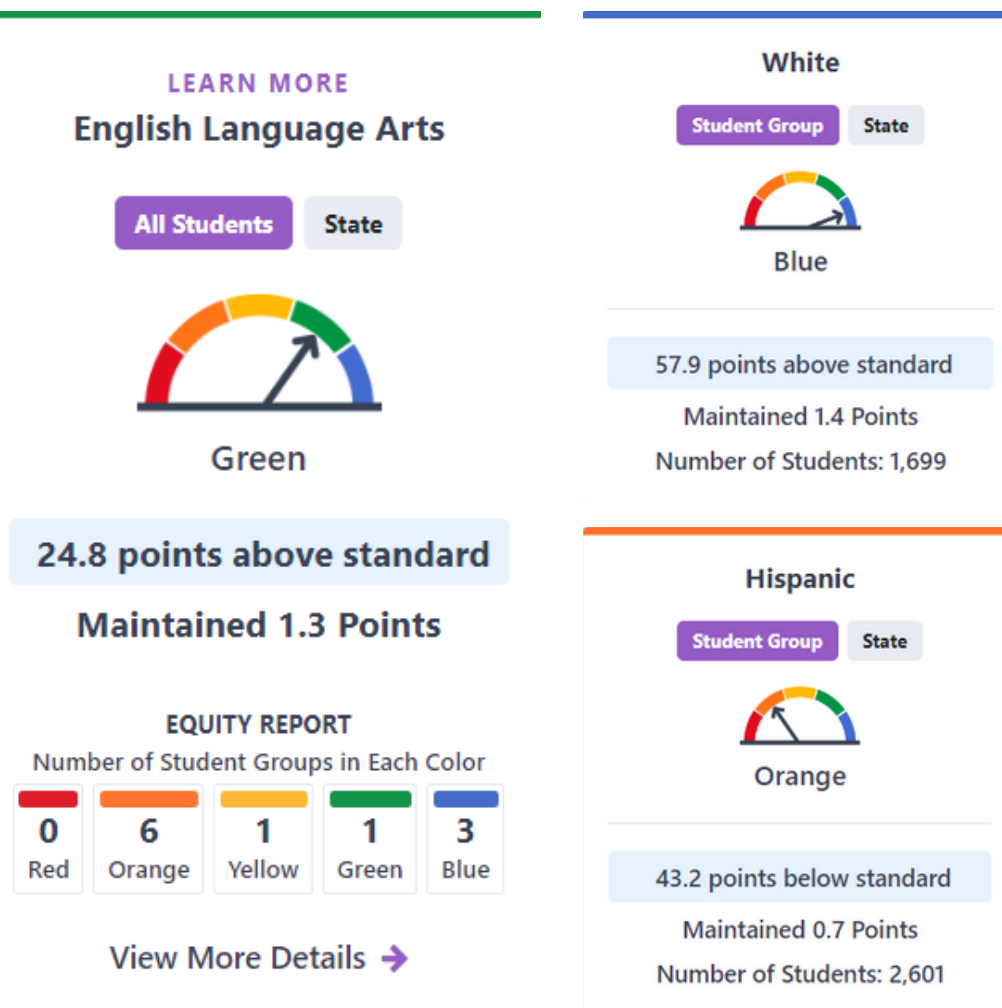 LEARN MORE
English Language Arts
All Students State
Green
24.8 points above standard
Maintained 1.3 Points
EQUITY REPORT
Number of Student Groups in Each Color
0 6 1 1 3
Red Orange Yellow Green Blue
View More Details
White
Student Group State
Blue
57.9 points above standard
Maintained 1.4 Points
Number of Students: 1,699
Hispanic
Student Group State
Orange
43.2 points below standard
Maintained 0.7 Points
Number of Students: 2,601